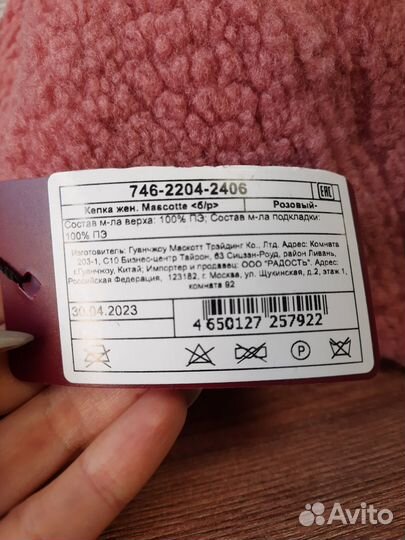 746-2204-2406
EAC
Кепка жен. Mascotte <б/р>
Розовый-
Состав м-ла верха: 100% ПЭ; Состав м-ла подкладки:
100% ПЭ
Изготовитель: Гуанчжоу Маскотт Трайдинг Ко., Лтд. Адрес: Комната
203-1, С10 Бизнес-центр Тайрон, 63 Сицзан-Роуд, район Ливань,
г.Гуанчжоу, Китай; Импортер и продавец: ООО "РАДОСТЬ". Адрес:
Российская Федерация, 123182, г. Москва, ул. Щукинская, д.2, этаж 1,
комната 92
30.04.2023
4 650127 257922
P
Avito